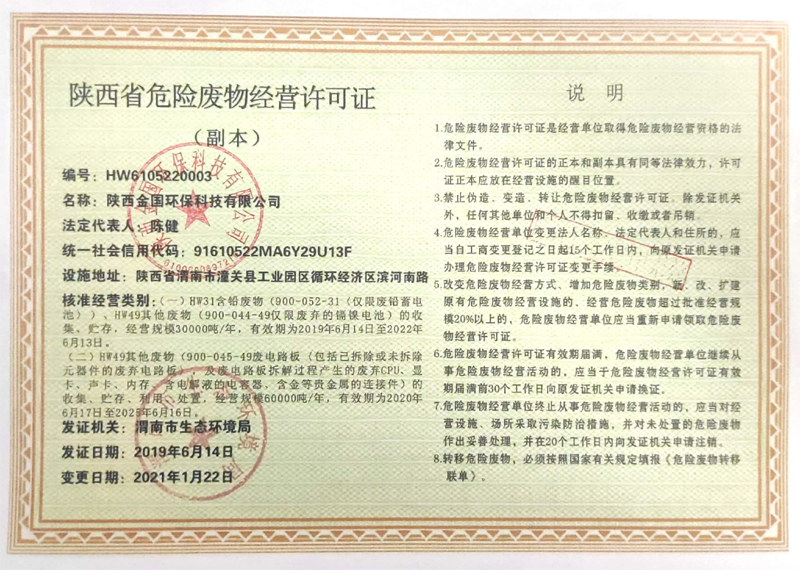 陕西省危险废物经营许可证
（副本）
编号：HW6105220003
名称：陕西金国环保科技有限公司
法定代表人：陈健
统一社会信用代码：91610522MA6Y29U13F
设施地址：陕西省渭南市潼关县工业园区循环经济区滨河南路
核准经营类别：（一）HW31含铅废物（900-052-31（仅限废铅蓄电
池））、HW49其他废物（900-044-49仅限废弃的镉镍电池）的收
集、贮存，经营规模30000吨/年，有效期为2019年6月14日至2022年
6月13日。
（二）HW49其他废物（900-045-49废电路板（包括已拆除或未拆除
元器件的废弃电路板），及废电路板拆解过程产生的废弃CPU、显
卡、声卡、内存、含电解液的电容器、含金等贵金属的连接件）的
收集、贮存、利用、处置，经营规模60000吨/年，有效期为2020年
6月17日至2025年6月16日。
发证机关：渭南市生态环境局
发证日期：2019年6月14日
变更日期：2021年1月22日
说 明
1.危险废物经营许可证是经营单位取得危险废物经营资格的法
律文件。
2.危险废物经营许可证的正本和副本具有同等法律效力，许可
证正本应放在经营设施的醒目位置。
3.禁止伪造、变造、转让危险废物经营许可证。除发证机关
外，任何其他单位和个人不得扣留、收缴或者吊销。
4.危险废物经营单位变更法人名称、法定代表人和住所的，应
当自工商变更登记之日起15个工作日内，向原发证机关申请
办理危险废物经营许可证变更手续。
5.改变危险废物经营方式、增加危险废物类别，新、改、扩建
原有危险废物经营设施的、经营危险废物超过批准经营规
模20%以上的，危险废物经营单位应当重新申请领取危险废
物经营许可证。
6.危险废物经营许可证有效期届满，危险废物经营单位继续从
事危险废物经营活动的，应当于危险废物经营许可证有效
期届满前30个工作日向原发证机关申请换证。
7.危险废物经营单位终止从事危险废物经营活动的，应当对经
营设施、场所采取污染防治措施，并对未处置的危险废物
作出妥善处理，并在20个工作日内向发证机关申请注销。
8.转移危险废物，必须按照国家有关规定填报《危险废物转移
联单》。